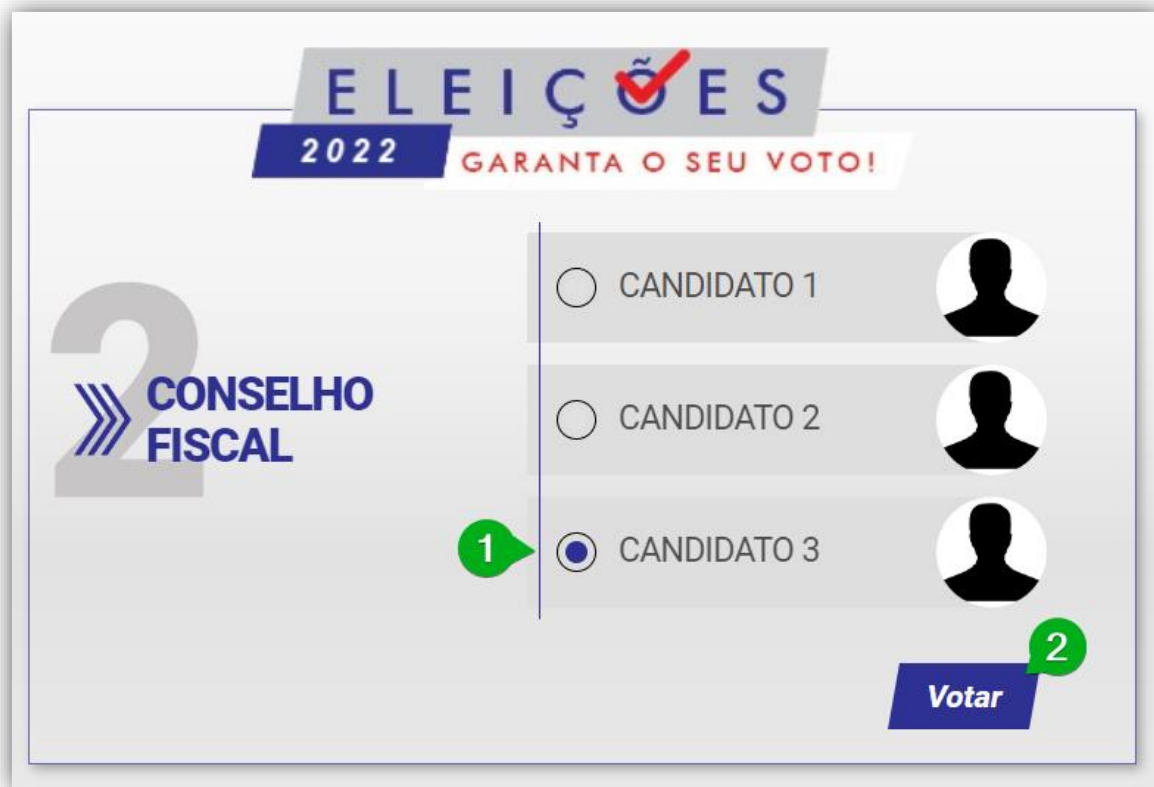 ELEIÇÕES
2022
GARANTA O SEU VOTO!
2
CONSELHO
FISCAL
CANDIDATO 1
CANDIDATO 2
1
CANDIDATO 3
2
Votar